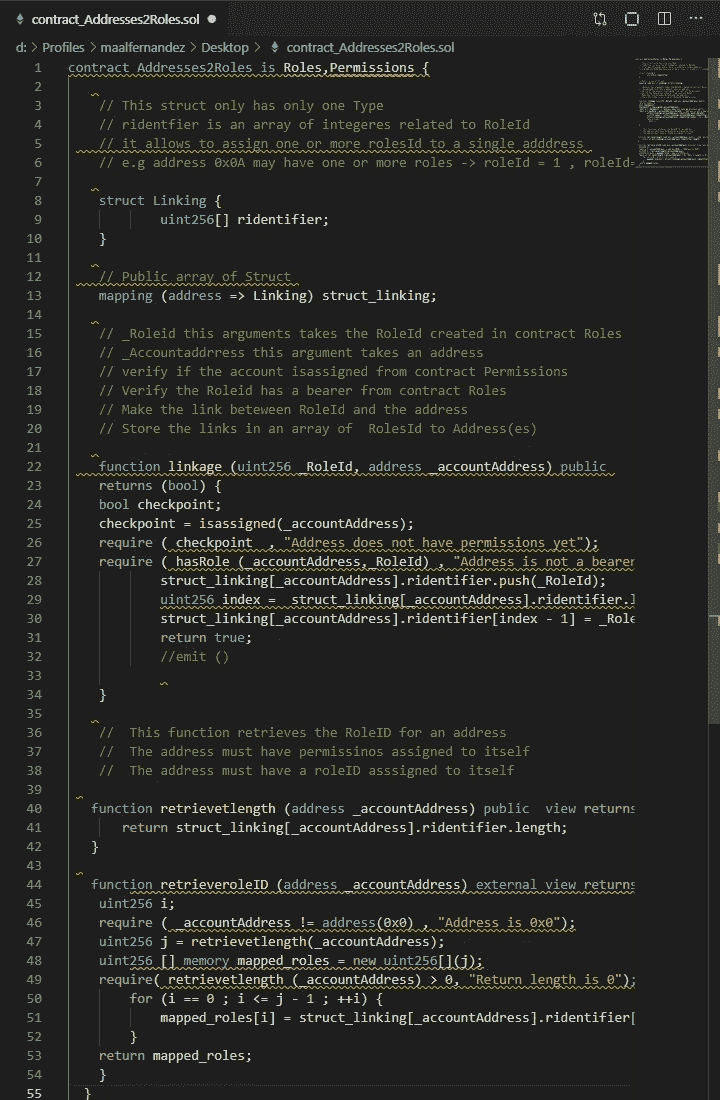 contract_Addresses2Roles.sol
d: > Profiles > maalfernandez > Desktop > contract_Addresses2Roles.sol
1 contract Addresses2Roles is Roles,Permissions {
2
3 // This struct only has only one Type
4 // ridentfier is an array of integeres related to RoleId
5 // it allows to assign one or more rolesId to a single adddress
6 // e.g address 0x0A may have one or more roles -> roleId = 1 , roleId=
7
8 struct Linking {
9 uint256[] ridentifier;
10 }
11
12 // Public array of Struct
13 mapping (address => Linking) struct_linking;
14
15 // _Roleid this arguments takes the RoleId created in contract Roles
16 // _Accountaddrress this argument takes an address
17 // verify if the account isassigned from contract Permissions
18 // Verify the Roleid has a bearer from contract Roles
19 // Make the link beteween RoleId and the address
20 // Store the links in an array of  RolesId to Address(es)
21
22 function linkage (uint256 _RoleId, address _accountAddress) public
23 returns (bool) {
24 bool checkpoint;
25 checkpoint = isassigned(_accountAddress);
26 require ( checkpoint  , "Address does not have permissions yet");
27 require ( hasRole (_accountAddress,_RoleId) , "Address is not a bearer
28 struct_linking[_accountAddress].ridentifier.push(_RoleId);
29 uint256 index =  struct_linking[_accountAddress].ridentifier.l
30 struct_linking[_accountAddress].ridentifier[index - 1] = _Role
31 return true;
32 //emit ()
33
34 }
35
36 //  This function retrieves the RoleID for an address
37 //  The address must have permissinos assigned to itself
38 //  The address must have a roleID asssigned to itself
39
40 function retrievetlength (address _accountAddress) public  view returns
41 return struct_linking[_accountAddress].ridentifier.length;
42 }
43
44 function retrieveroleID (address _accountAddress) external view returns
45 uint256 i;
46 require ( _accountAddress != address(0x0) , "Address is 0x0");
47 uint256 j = retrievetlength(_accountAddress);
48 uint256 [] memory mapped_roles = new uint256[](j);
49 require( retrievetlength (_accountAddress) > 0, "Return length is 0");
50 for (i == 0 ; i <= j - 1 ; ++i) {
51 mapped_roles[i] = struct_linking[_accountAddress].ridentifier[
52 }
53 return mapped_roles;
54 }
55 }